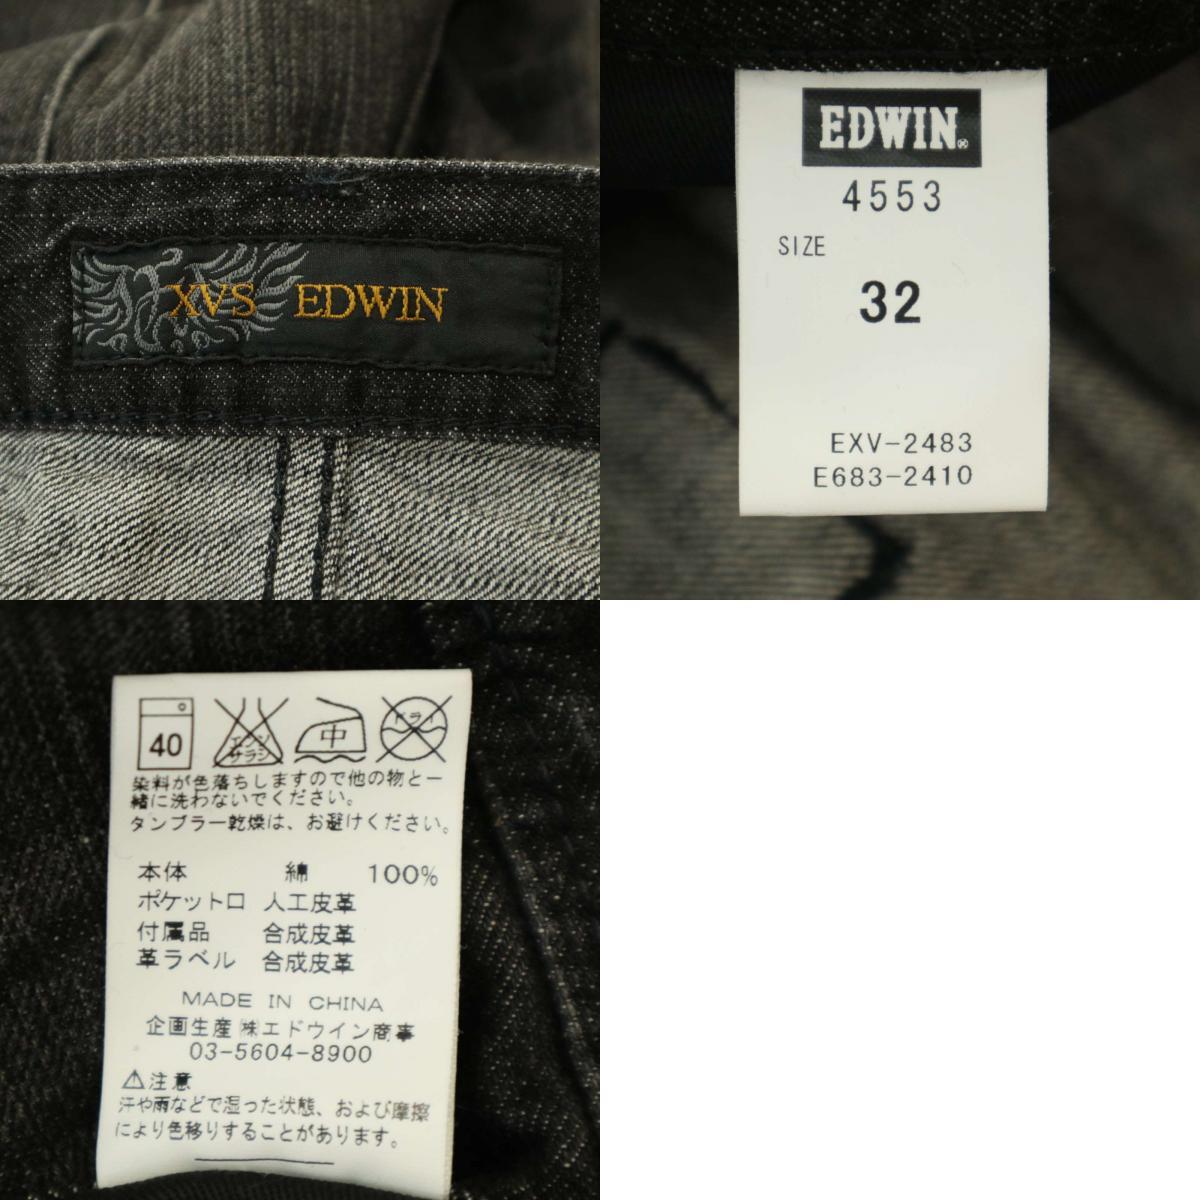 XVS EDWIN
EDWIN®
4553
SIZE
32
EXV-2483
E683-2410
40 エンソ サラシ 中 ドライ
染料が色落ちしますので他の物と一
緒に洗わないでください。
タンブラー乾燥は、お避けください。
本体 綿 100%
ポケット口 人工皮革
付属品 合成皮革
革ラベル 合成皮革
MADE IN CHINA
企画生産 ㈱エドウイン商事
03-5604-8900
⚠注意
汗や雨などで湿った状態、および摩擦
により色移りすることがあります。